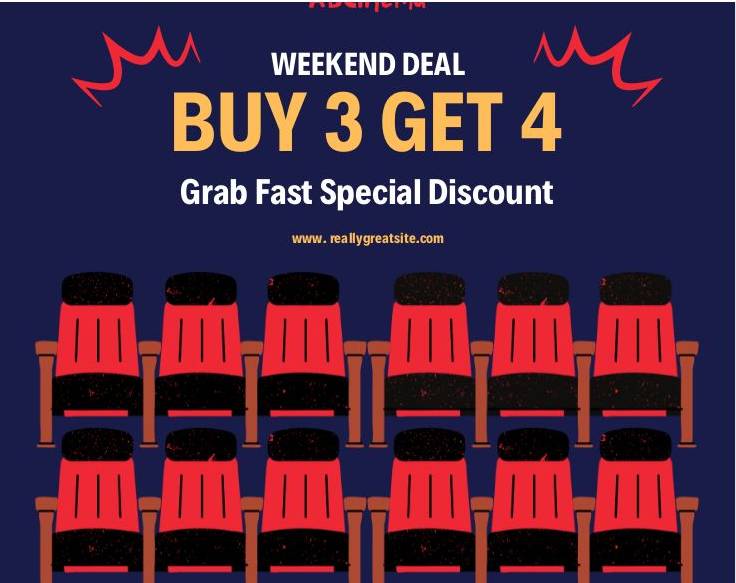 WEEKEND DEAL
BUY 3 GET 4
Grab Fast Special Discount
www. reallygreatsite.com